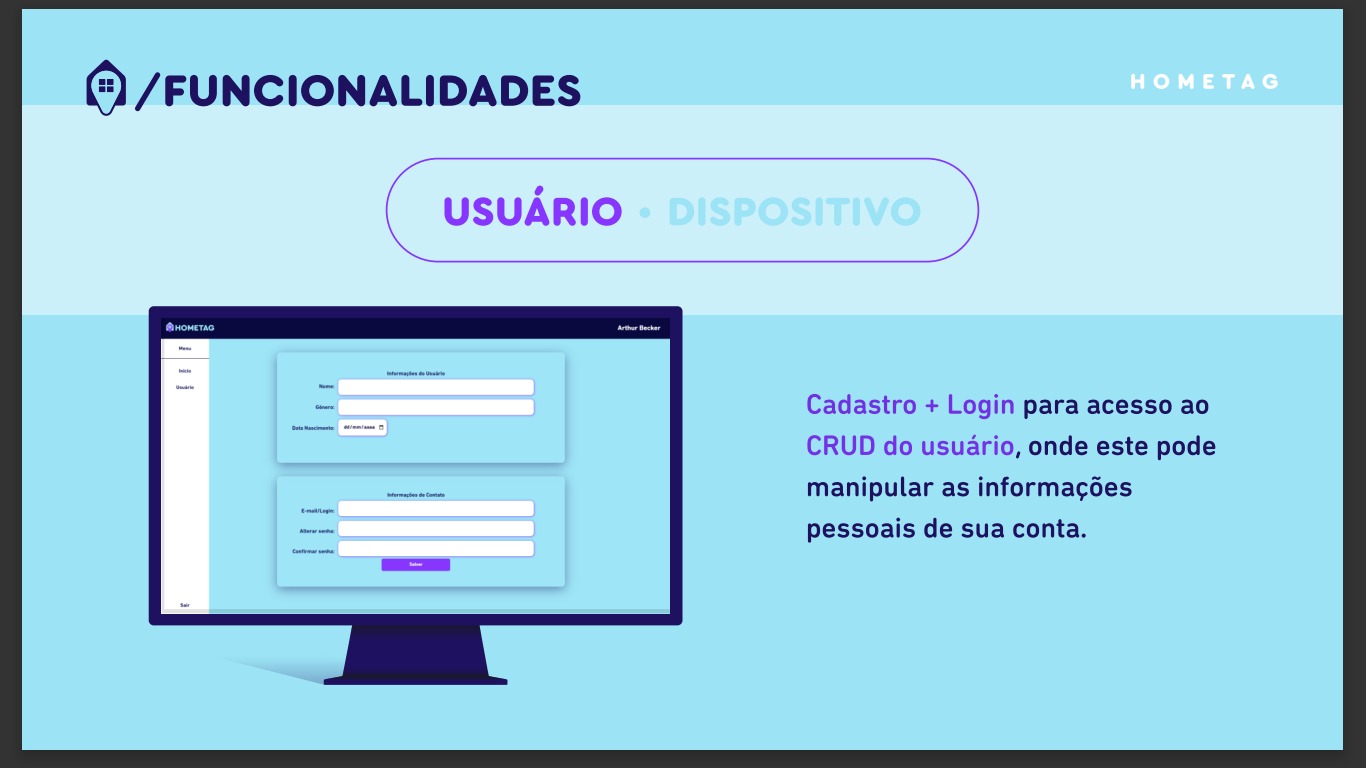 /FUNCIONALIDADES
HOMETAG
USUÁRIO • DISPOSITIVO
HOMETAG
Arthur Becker
Menu
Início
Usuário
Sair
Informações do Usuário
Nome:
Gênero:
Data Nascimento: dd/mm/aaaa
Informações de Contato
E-mail/Login:
Alterar senha:
Confirmar senha:
Salvar
Cadastro + Login para acesso ao
CRUD do usuário, onde este pode
manipular as informações
pessoais de sua conta.